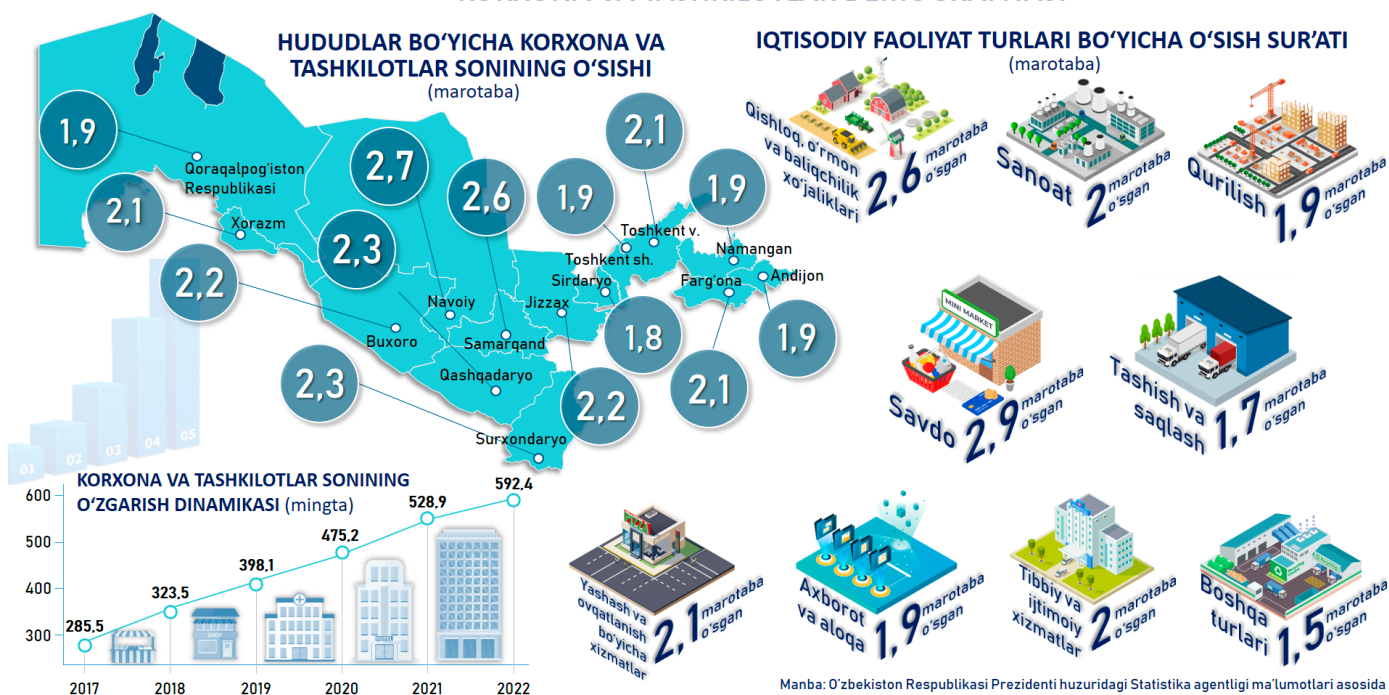 HUDUDLAR BO‘YICHA KORXONA VA
TASHKILOTLAR SONINING O‘SISHI
(marotaba)
1,9
Qoraqalpog'iston
Respublikasi
2,1
Xorazm
2,2
Buxoro
2,7
Navoiy
2,3
Qashqadaryo
2,6
Samarqand
2,3
Surxondaryo
2,2
Jizzax
1,9
Toshkent sh.
2,1
Toshkent v.
1,8
Sirdaryo
1,9
Namangan
2,1
Farg'ona
1,9
Andijon
01
02
03
04
05
KORXONA VA TASHKILOTLAR SONINING
O‘ZGARISH DINAMIKASI (mingta)
600
500
400
300
285,5
323,5
398,1
475,2
528,9
592,4
SHOP
HOTEL
2017
2018
2019
2020
2021
2022
IQTISODIY FAOLIYAT TURLARI BO‘YICHA O‘SISH SUR’ATI
(marotaba)
Qishloq, o'rmon
va baliqchilik
xo'jaliklari
2,6 marotaba
o'sgan
Sanoat
2 marotaba
o'sgan
Qurilish
1,9 marotaba
o'sgan
MINI MARKET
Savdo
2,9 marotaba
o'sgan
Tashish va
saqlash
1,7 marotaba
o'sgan
PIZZA
Yashash va
ovqatlanish
bo'yicha
xizmatlar
2,1 marotaba
o'sgan
Axborot
va aloqa
1,9 marotaba
o'sgan
Tibbiy va
ijtimoiy
xizmatlar
2 marotaba
o'sgan
Boshqa
turlari
1,5 marotaba
o'sgan
Manba: O'zbekiston Respublikasi Prezidenti huzuridagi Statistika agentligi ma'lumotlari asosida